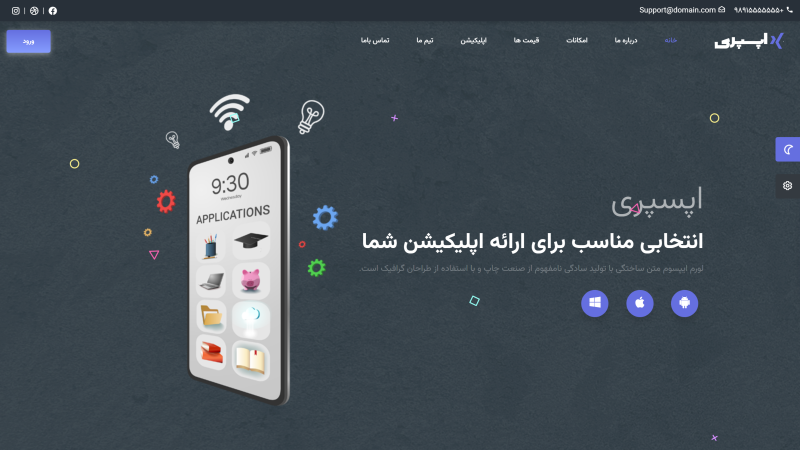 +۹۸۹۱۵۵۵۵۵۵۵
Support@domain.com
اپسپری
خانه
درباره ما
امکانات
قیمت ها
اپلیکیشن
تیم ما
تماس باما
ورود
9:30
Wednesday
APPLICATIONS
اپسپری
انتخابی مناسب برای ارائه اپلیکیشن شما
لورم ایپسوم متن ساختگی با تولید سادگی نامفهوم از صنعت چاپ و با استفاده از طراحان گرافیک است.